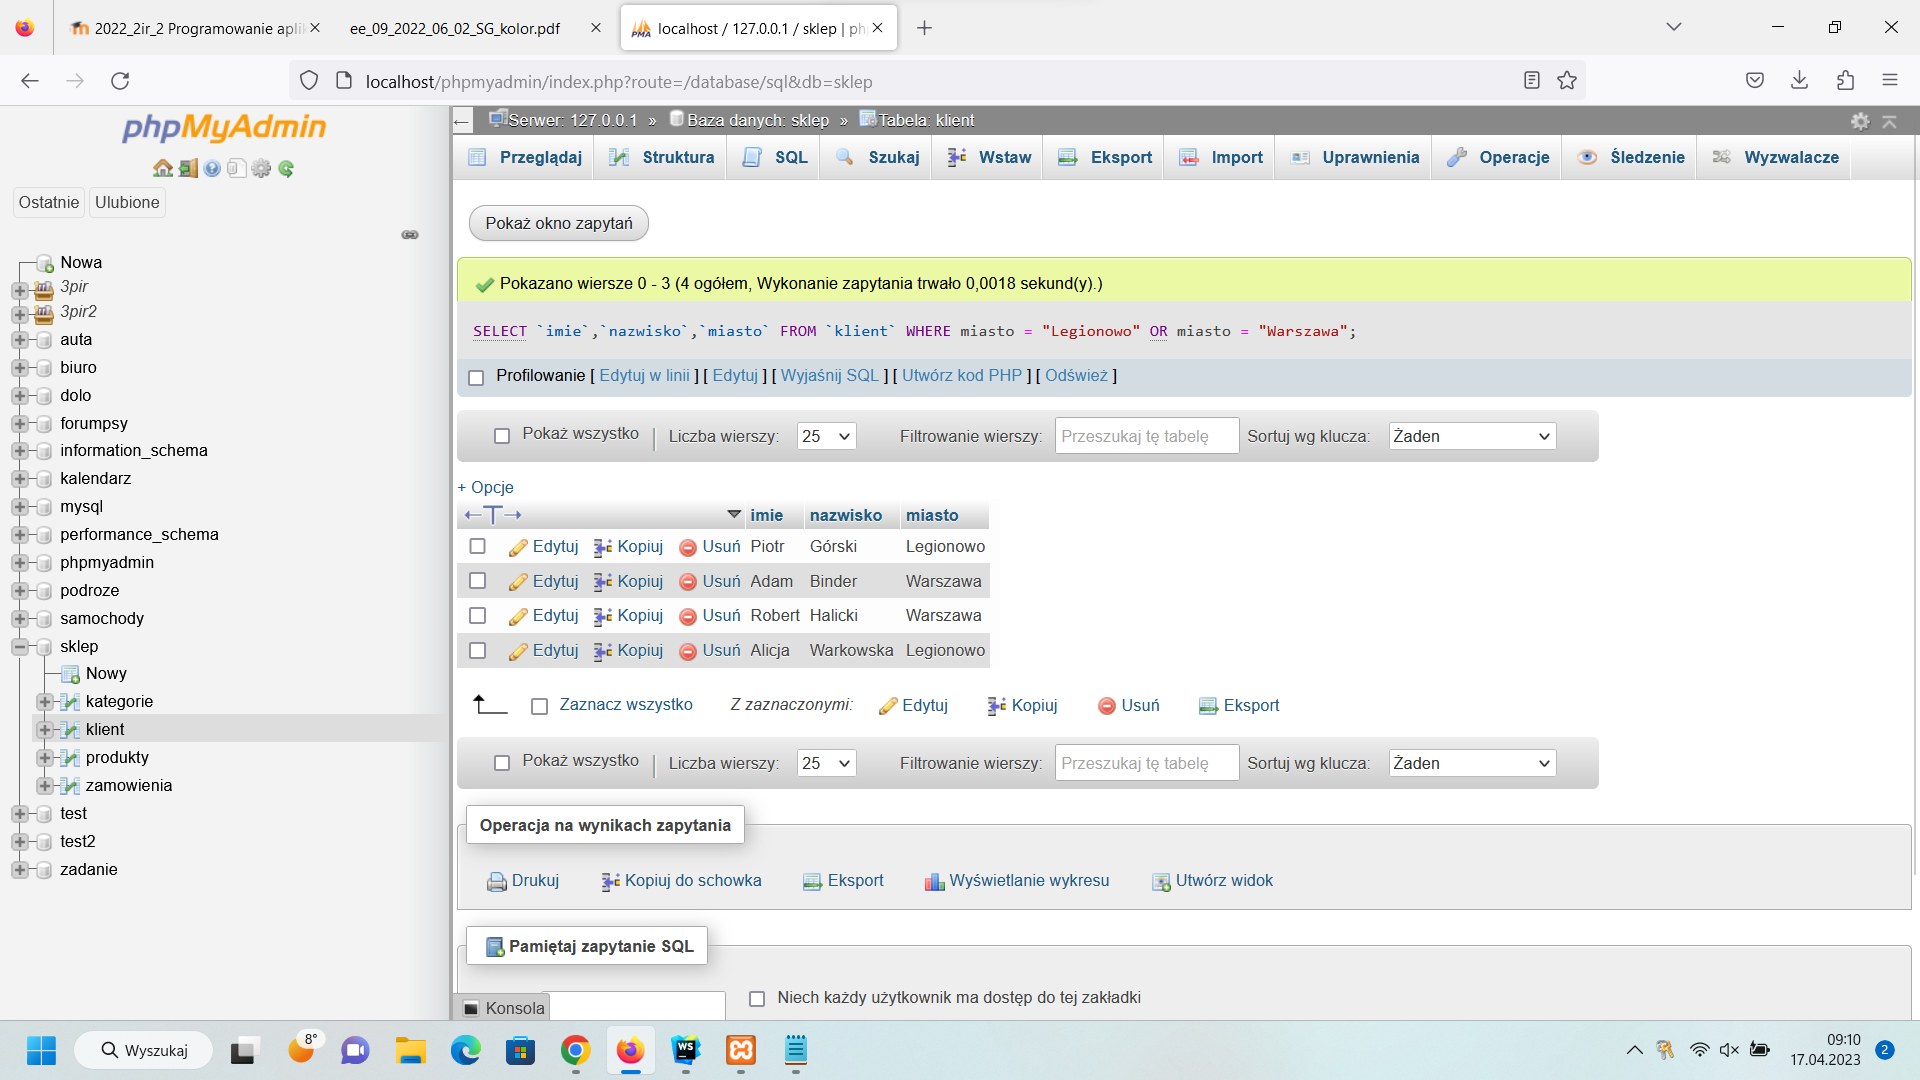 2022_2ir_2 Programowanie apli
ee_09_2022_06_02_SG_kolor.pdf
localhost / 127.0.0.1 / sklep | ph
localhost/phpmyadmin/index.php?route=/database/sql&db=sklep
phpMyAdmin
Ostatnie Ulubione
Nowa
3pir
3pir2
auta
biuro
dolo
forumpsy
information_schema
kalendarz
mysql
performance_schema
phpmyadmin
podroze
samochody
sklep
Nowy
kategorie
klient
produkty
zamowienia
test
test2
zadanie
Serwer: 127.0.0.1 » Baza danych: sklep » Tabela: klient
Przeglądaj Struktura SQL Szukaj Wstaw Eksport Import Uprawnienia Operacje Śledzenie Wyzwalacze
Pokaż okno zapytań
Pokazano wiersze 0 - 3 (4 ogółem, Wykonanie zapytania trwało 0,0018 sekund(y).)
SELECT `imie`,`nazwisko`,`miasto` FROM `klient` WHERE miasto = "Legionowo" OR miasto = "Warszawa";
Profilowanie [ Edytuj w linii ] [ Edytuj ] [ Wyjaśnij SQL ] [ Utwórz kod PHP ] [ Odśwież ]
Pokaż wszystko | Liczba wierszy: 25 Filtrowanie wierszy: Przeszukaj tę tabelę Sortuj wg klucza: Żaden
+ Opcje
←T→ imie nazwisko miasto
Edytuj Kopiuj Usuń Piotr Górski Legionowo
Edytuj Kopiuj Usuń Adam Binder Warszawa
Edytuj Kopiuj Usuń Robert Halicki Warszawa
Edytuj Kopiuj Usuń Alicja Warkowska Legionowo
Zaznacz wszystko Z zaznaczonymi: Edytuj Kopiuj Usuń Eksport
Pokaż wszystko | Liczba wierszy: 25 Filtrowanie wierszy: Przeszukaj tę tabelę Sortuj wg klucza: Żaden
Operacja na wynikach zapytania
Drukuj Kopiuj do schowka Eksport Wyświetlanie wykresu Utwórz widok
Pamiętaj zapytanie SQL
Niech każdy użytkownik ma dostęp do tej zakładki
Konsola
Wyszukaj
8°
WS
09:10
17.04.2023
2